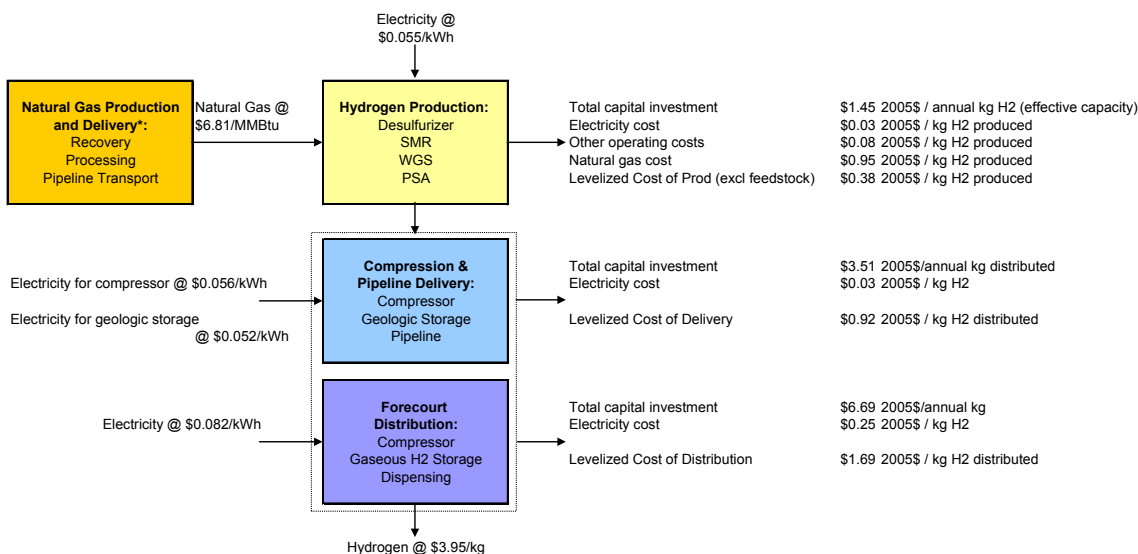 Electricity @
$0.055/kWh
Natural Gas Production
and Delivery*:
Recovery
Processing
Pipeline Transport
Natural Gas @
$6.81/MMBtu
Hydrogen Production:
Desulfurizer
SMR
WGS
PSA
Total capital investment $1.45 2005$ / annual kg H2 (effective capacity)
Electricity cost $0.03 2005$ / kg H2 produced
Other operating costs $0.08 2005$ / kg H2 produced
Natural gas cost $0.95 2005$ / kg H2 produced
Levelized Cost of Prod (excl feedstock) $0.38 2005$ / kg H2 produced
Electricity for compressor @ $0.056/kWh
Electricity for geologic storage
@ $0.052/kWh
Compression &
Pipeline Delivery:
Compressor
Geologic Storage
Pipeline
Total capital investment $3.51 2005$/annual kg distributed
Electricity cost $0.03 2005$ / kg H2
Levelized Cost of Delivery $0.92 2005$ / kg H2 distributed
Electricity @ $0.082/kWh
Forecourt
Distribution:
Compressor
Gaseous H2 Storage
Dispensing
Total capital investment $6.69 2005$/annual kg
Electricity cost $0.25 2005$ / kg H2
Levelized Cost of Distribution $1.69 2005$ / kg H2 distributed
Hydrogen @ $3.95/kg